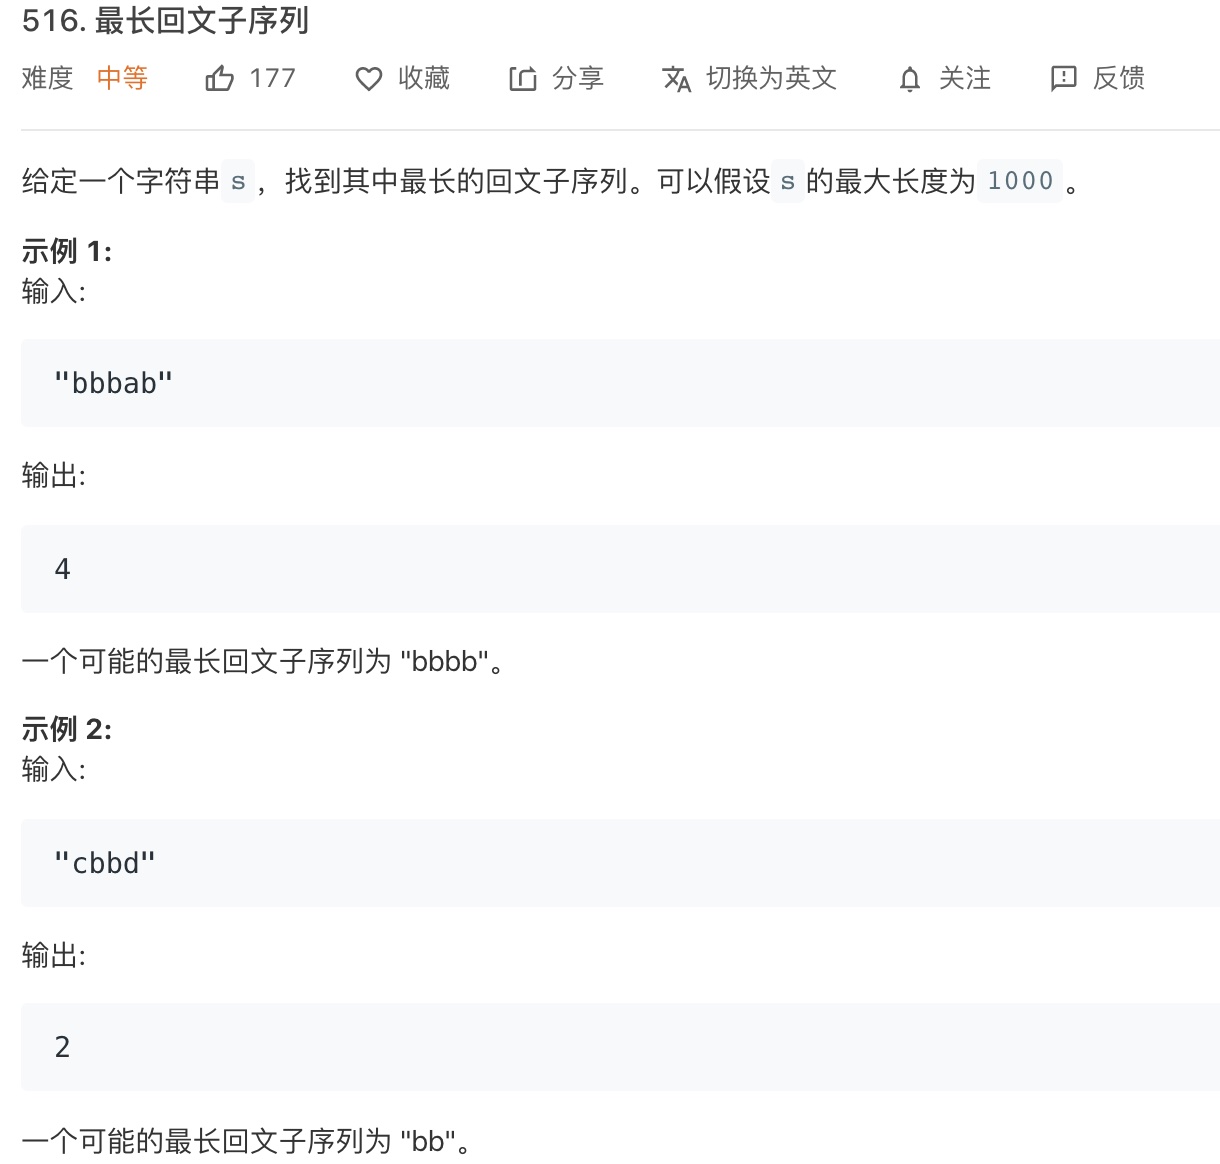 516. 最长回文子序列
难度 中等 177 收藏 分享 切换为英文 关注 反馈
给定一个字符串 s ，找到其中最长的回文子序列。可以假设 s 的最大长度为 1000 。
示例 1:
输入:
"bbbab"
输出:
4
一个可能的最长回文子序列为 "bbbb"。
示例 2:
输入:
"cbbd"
输出:
2
一个可能的最长回文子序列为 "bb"。